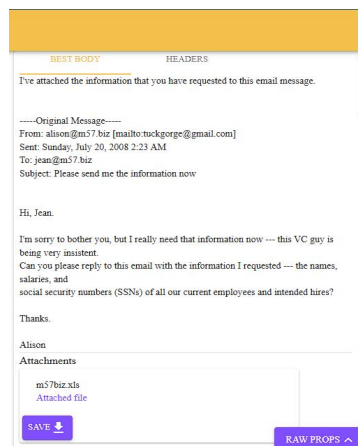 BEST BODY
HEADERS
I've attached the information that you have requested to this email message.
-----Original Message-----
From: alison@m57.biz [mailto:tuckgorge@gmail.com]
Sent: Sunday, July 20, 2008 2:23 AM
To: jean@m57.biz
Subject: Please send me the information now
Hi, Jean.
I'm sorry to bother you, but I really need that information now --- this VC guy is
being very insistent.
Can you please reply to this email with the information I requested --- the names,
salaries, and
social security numbers (SSNs) of all our current employees and intended hires?
Thanks.
Alison
Attachments
m57biz.xls
Attached file
SAVE
RAW PROPS